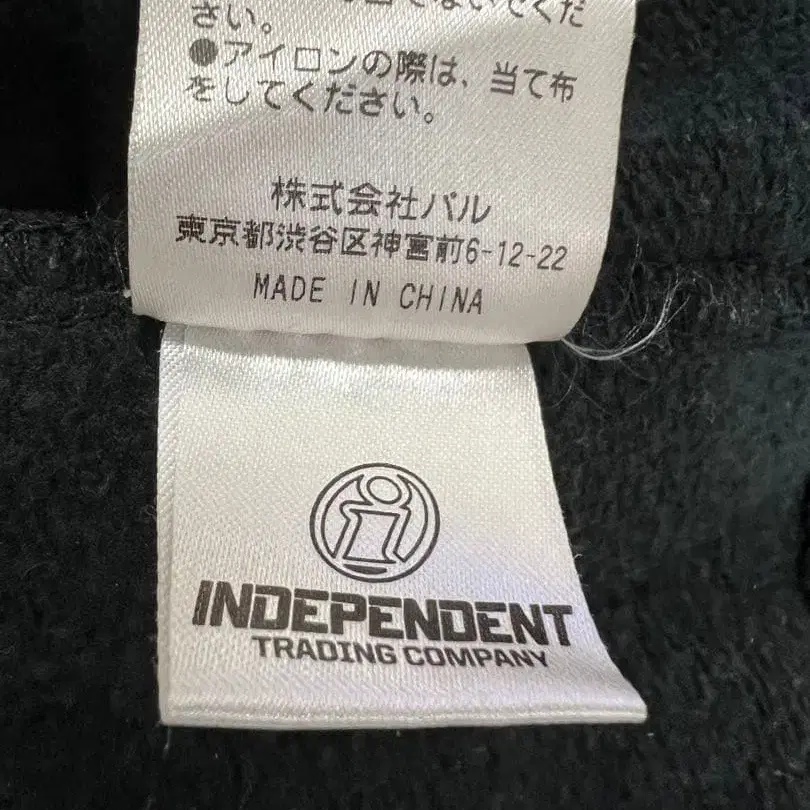 さい。
●アイロンの際は、当て布
をしてください。
株式会社パル
東京都渋谷区神宮前6-12-22
MADE IN CHINA
INDEPENDENT
TRADING COMPANY